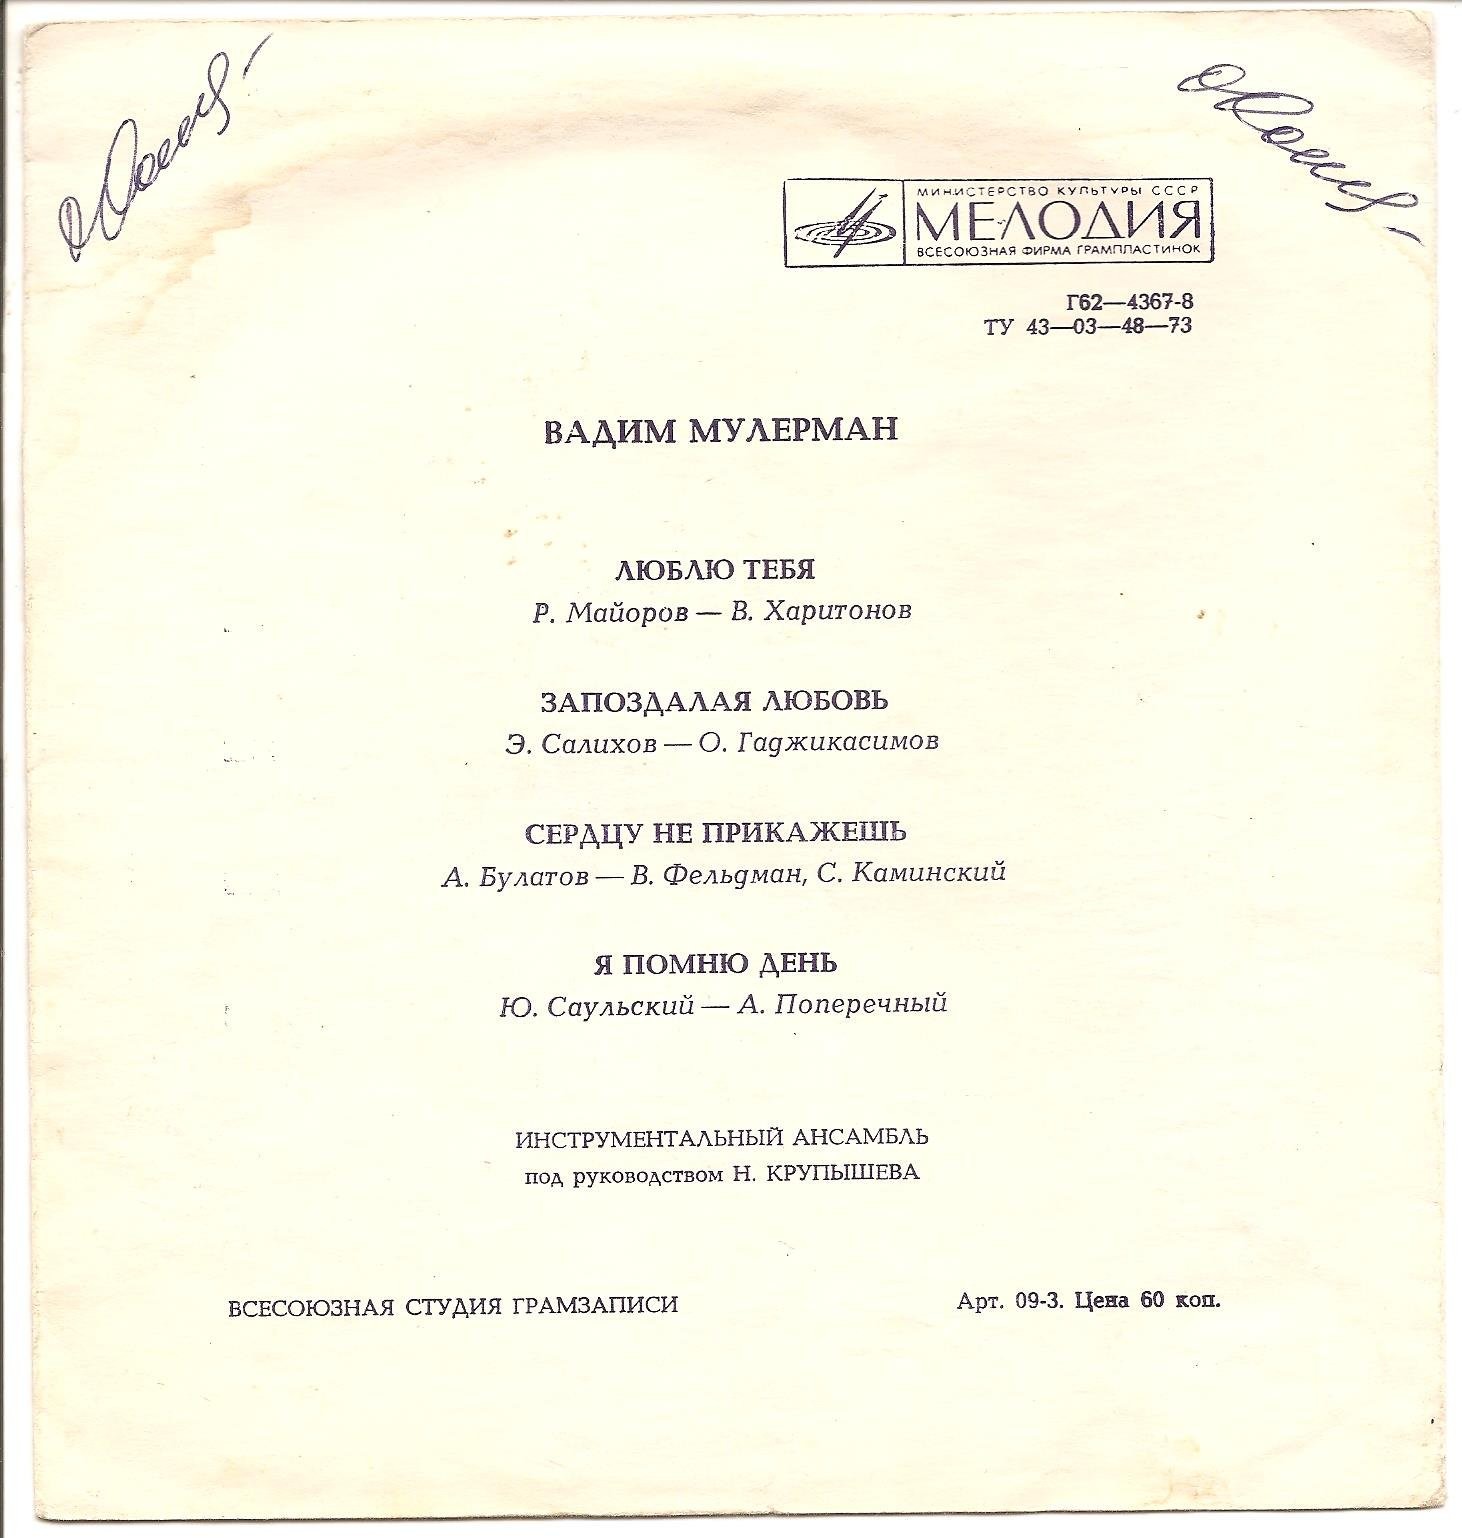 МИНИСТЕРСТВО КУЛЬТУРЫ СССР
МЕЛОДИЯ
ВСЕСОЮЗНАЯ ФИРМА ГРАМПЛАСТИНОК
Г62—4367-8
ТУ 43—03—48—73
ВАДИМ МУЛЕРМАН
ЛЮБЛЮ ТЕБЯ
Р. Майоров — В. Харитонов
ЗАПОЗДАЛАЯ ЛЮБОВЬ
Э. Салихов — О. Гаджикасимов
СЕРДЦУ НЕ ПРИКАЖЕШЬ
А. Булатов — В. Фельдман, С. Каминский
Я ПОМНЮ ДЕНЬ
Ю. Саульский — А. Поперечный
ИНСТРУМЕНТАЛЬНЫЙ АНСАМБЛЬ
под руководством Н. КРУПЫШЕВА
ВСЕСОЮЗНАЯ СТУДИЯ ГРАМЗАПИСИ
Арт. 09-3. Цена 60 коп.